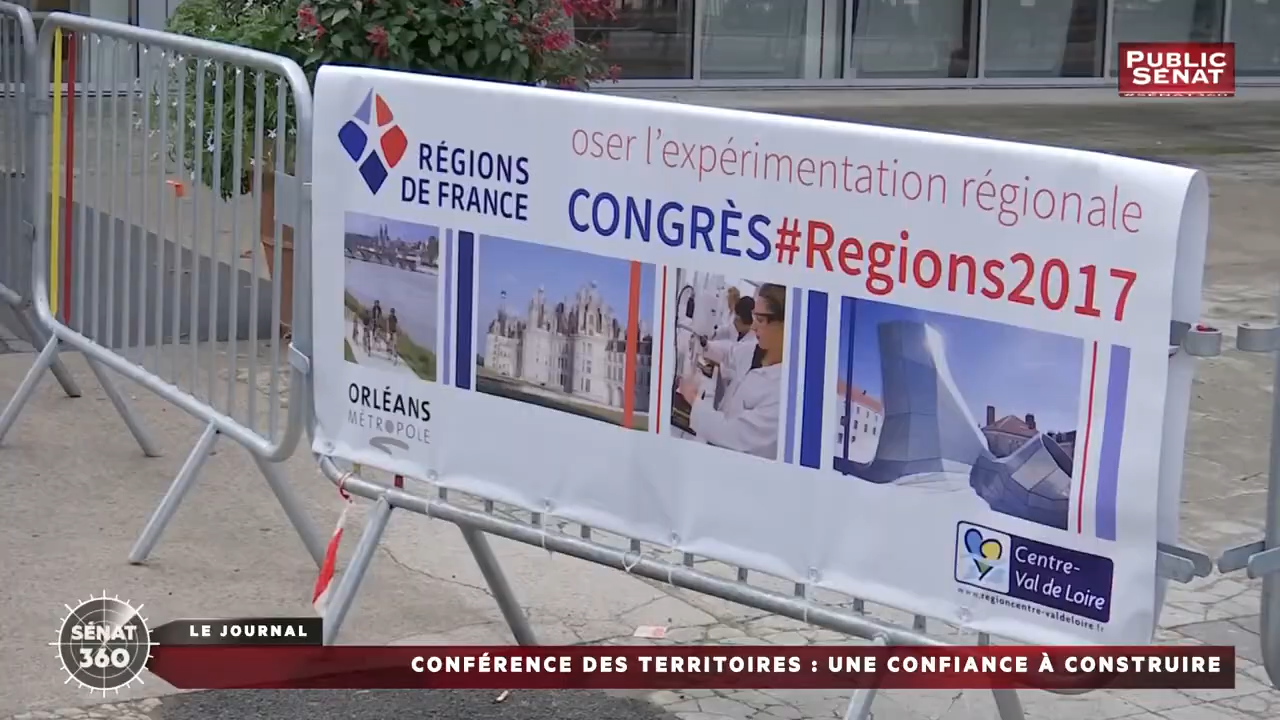 PUBLIC
SÉNAT
oser l'expérimentation régionale
RÉGIONS
DE FRANCE
CONGRÈS#Regions2017
ORLÉANS
MÉTROPOLE
Centre-
Val de Loire
www.regioncentre-valdeloire.fr
SÉNAT
360
LE JOURNAL
CONFÉRENCE DES TERRITOIRES : UNE CONFIANCE À CONSTRUIRE